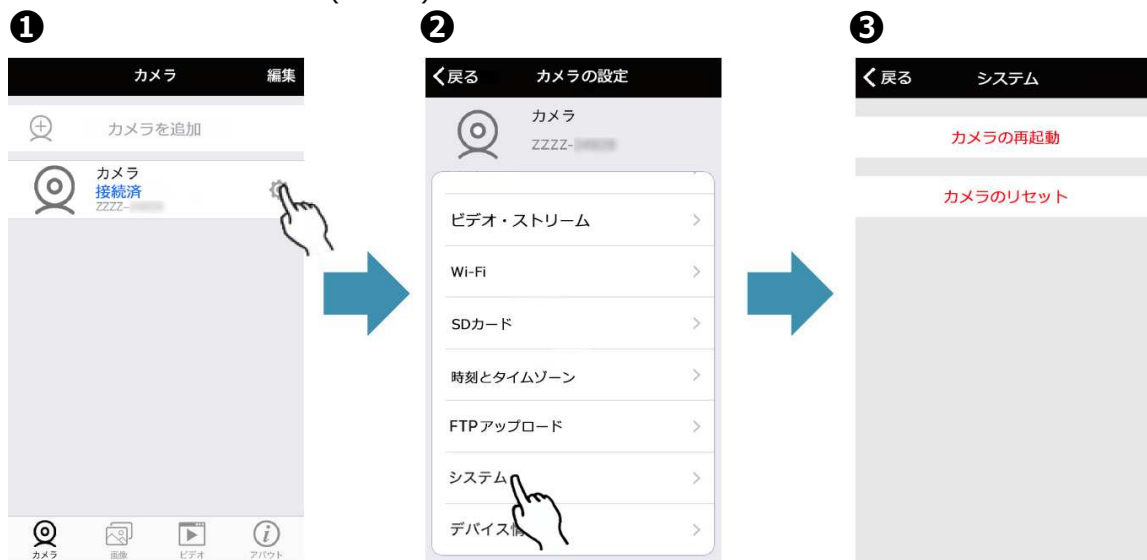 ❶
カメラ 編集
カメラを追加
カメラ
接続済
ZZZZ-
カメラ 画像 ビデオ アバウト
❷
戻る カメラの設定
カメラ
ZZZZ-
ビデオ・ストリーム
Wi-Fi
SDカード
時刻とタイムゾーン
FTPアップロード
システム
デバイス情
❸
戻る システム
カメラの再起動
カメラのリセット